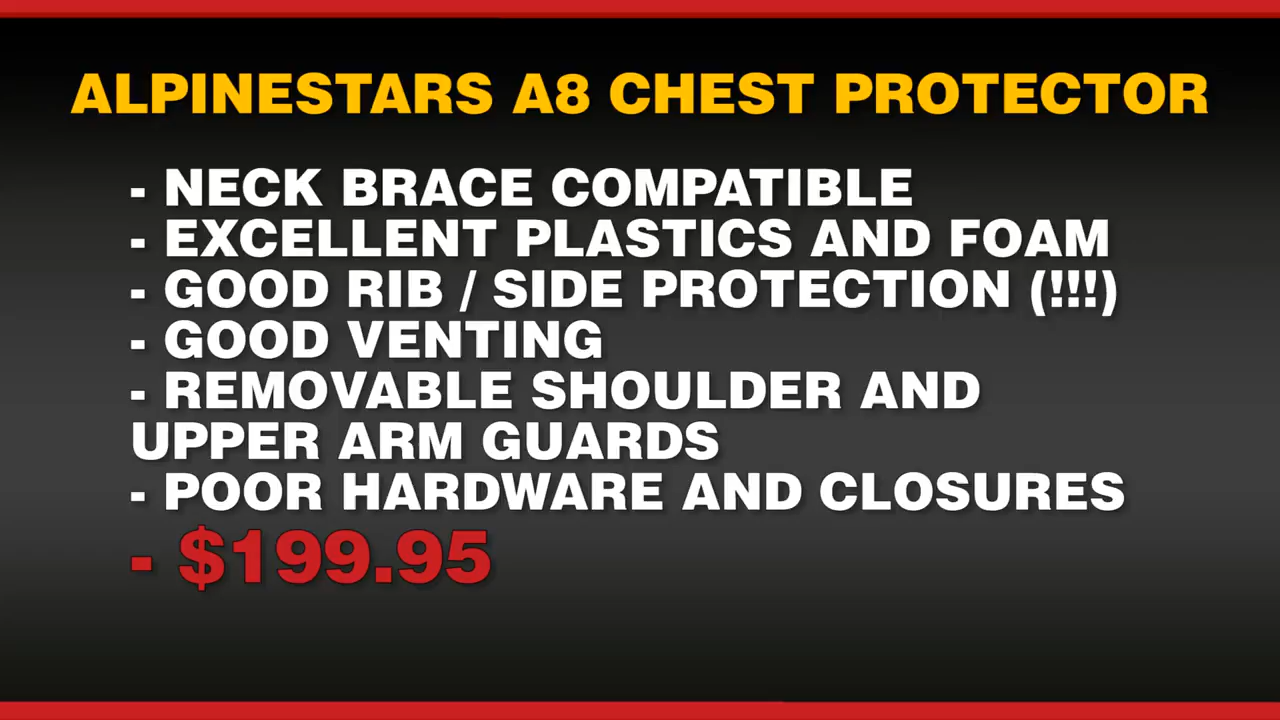 ALPINESTARS A8 CHEST PROTECTOR
- NECK BRACE COMPATIBLE
- EXCELLENT PLASTICS AND FOAM
- GOOD RIB / SIDE PROTECTION (!!!)
- GOOD VENTING
- REMOVABLE SHOULDER AND
UPPER ARM GUARDS
- POOR HARDWARE AND CLOSURES
- $199.95